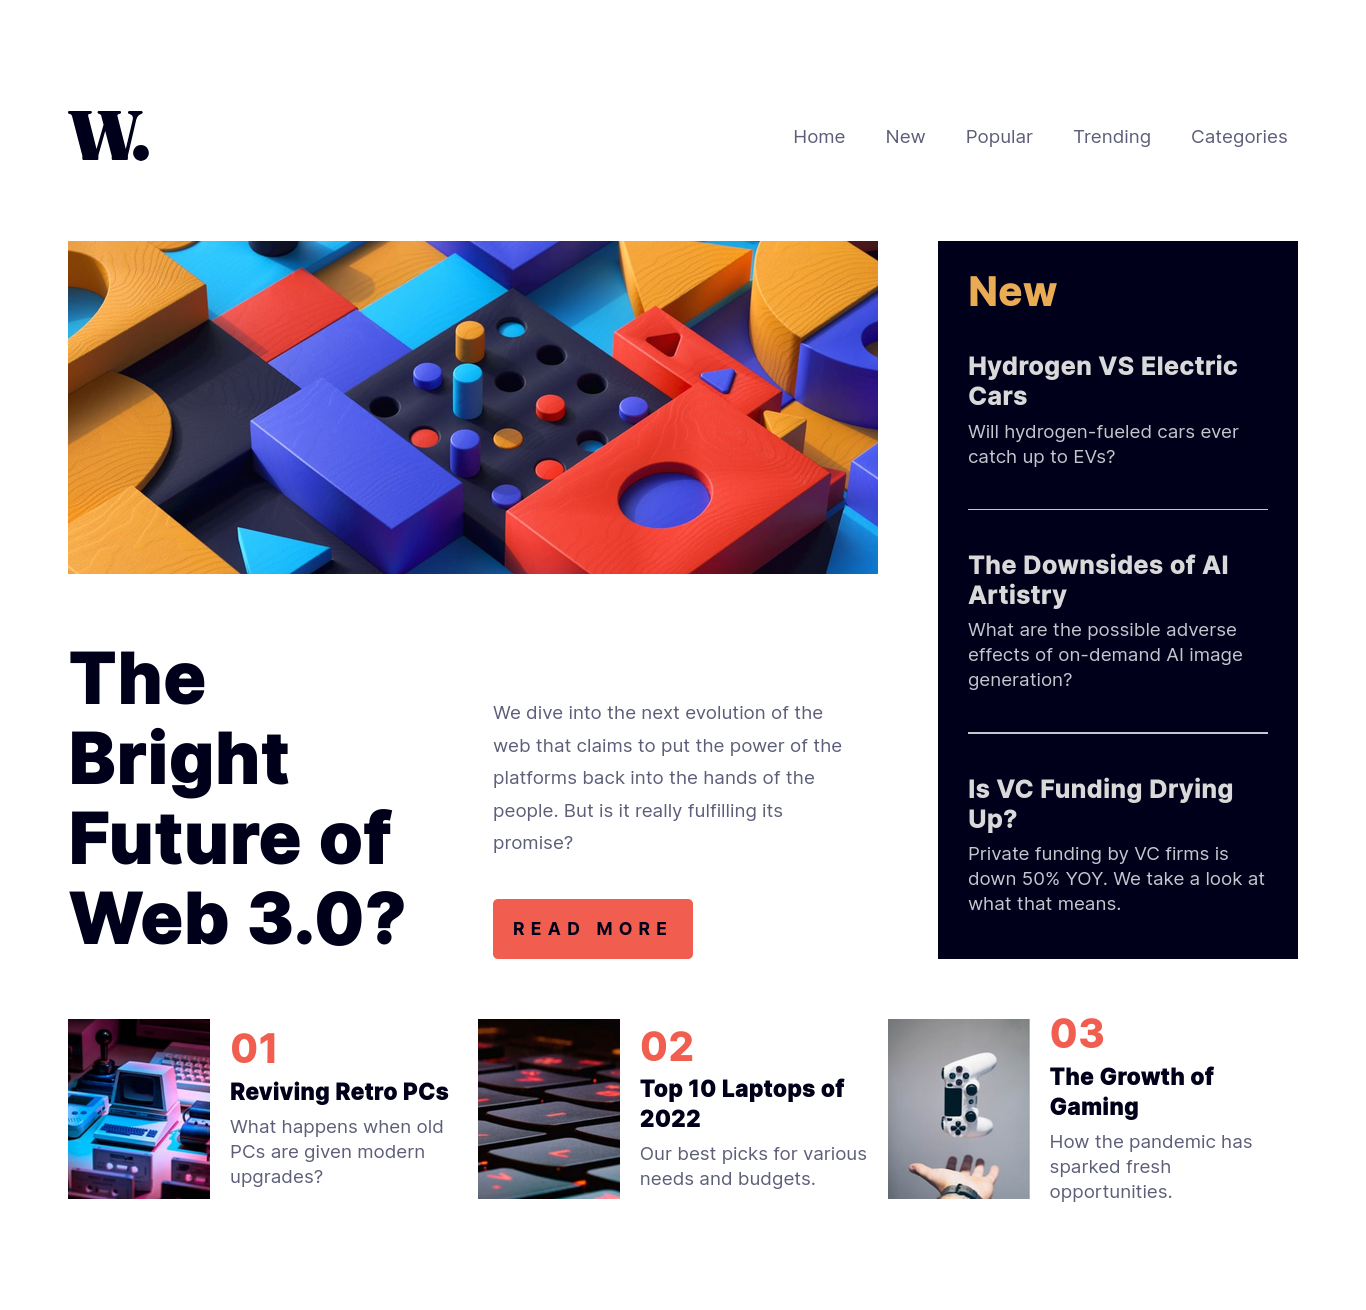 W.
Home New Popular Trending Categories
The
Bright
Future of
Web 3.0?
We dive into the next evolution of the
web that claims to put the power of the
platforms back into the hands of the
people. But is it really fulfilling its
promise?
READ MORE
New
Hydrogen VS Electric
Cars
Will hydrogen-fueled cars ever
catch up to EVs?
The Downsides of AI
Artistry
What are the possible adverse
effects of on-demand AI image
generation?
Is VC Funding Drying
Up?
Private funding by VC firms is
down 50% YOY. We take a look at
what that means.
01
Reviving Retro PCs
What happens when old
PCs are given modern
upgrades?
02
Top 10 Laptops of
2022
Our best picks for various
needs and budgets.
03
The Growth of
Gaming
How the pandemic has
sparked fresh
opportunities.